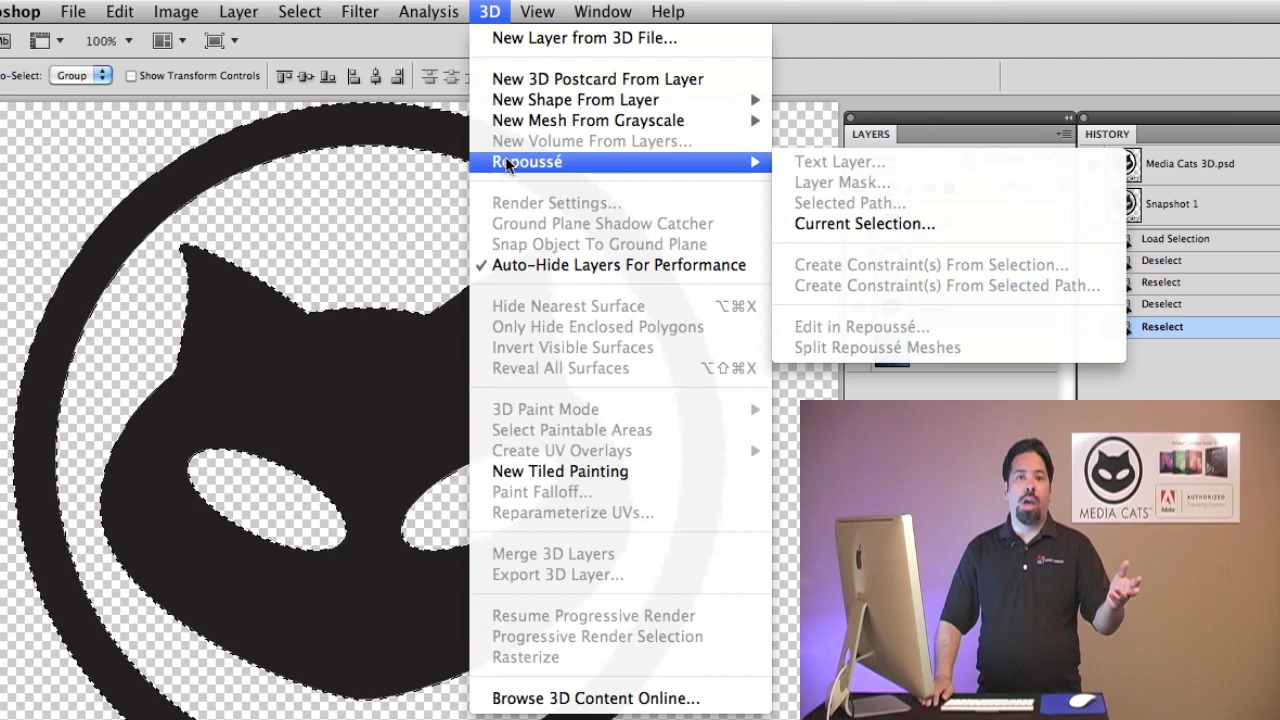 shop File Edit Image Layer Select Filter Analysis 3D View Window Help
Mb 100%
o-Select: Group Show Transform Controls
New Layer from 3D File...
New 3D Postcard From Layer
New Shape From Layer
New Mesh From Grayscale
New Volume From Layers...
Repoussé
Render Settings...
Ground Plane Shadow Catcher
Snap Object To Ground Plane
✓ Auto-Hide Layers For Performance
Hide Nearest Surface ⌥⌘X
Only Hide Enclosed Polygons
Invert Visible Surfaces
Reveal All Surfaces ⌥⇧⌘X
3D Paint Mode
Select Paintable Areas
Create UV Overlays
New Tiled Painting
Paint Falloff...
Reparameterize UVs...
Merge 3D Layers
Export 3D Layer...
Resume Progressive Render
Progressive Render Selection
Rasterize
Browse 3D Content Online...
Text Layer...
Layer Mask...
Selected Path...
Current Selection...
Create Constraint(s) From Selection...
Create Constraint(s) From Selected Path...
Edit in Repoussé...
Split Repoussé Meshes
LAYERS
HISTORY
Media Cats 3D.psd
Snapshot 1
Load Selection
Deselect
Reselect
Deselect
Reselect
MEDIA CATS
Adobe
AUTHORIZED
Training Centre